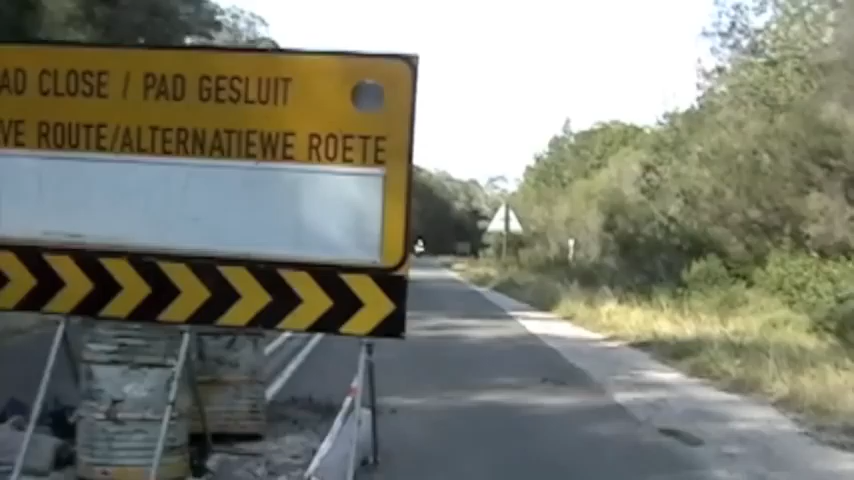 AD CLOSE / PAD GESLUIT
VE ROUTE/ALTERNATIEWE ROETE